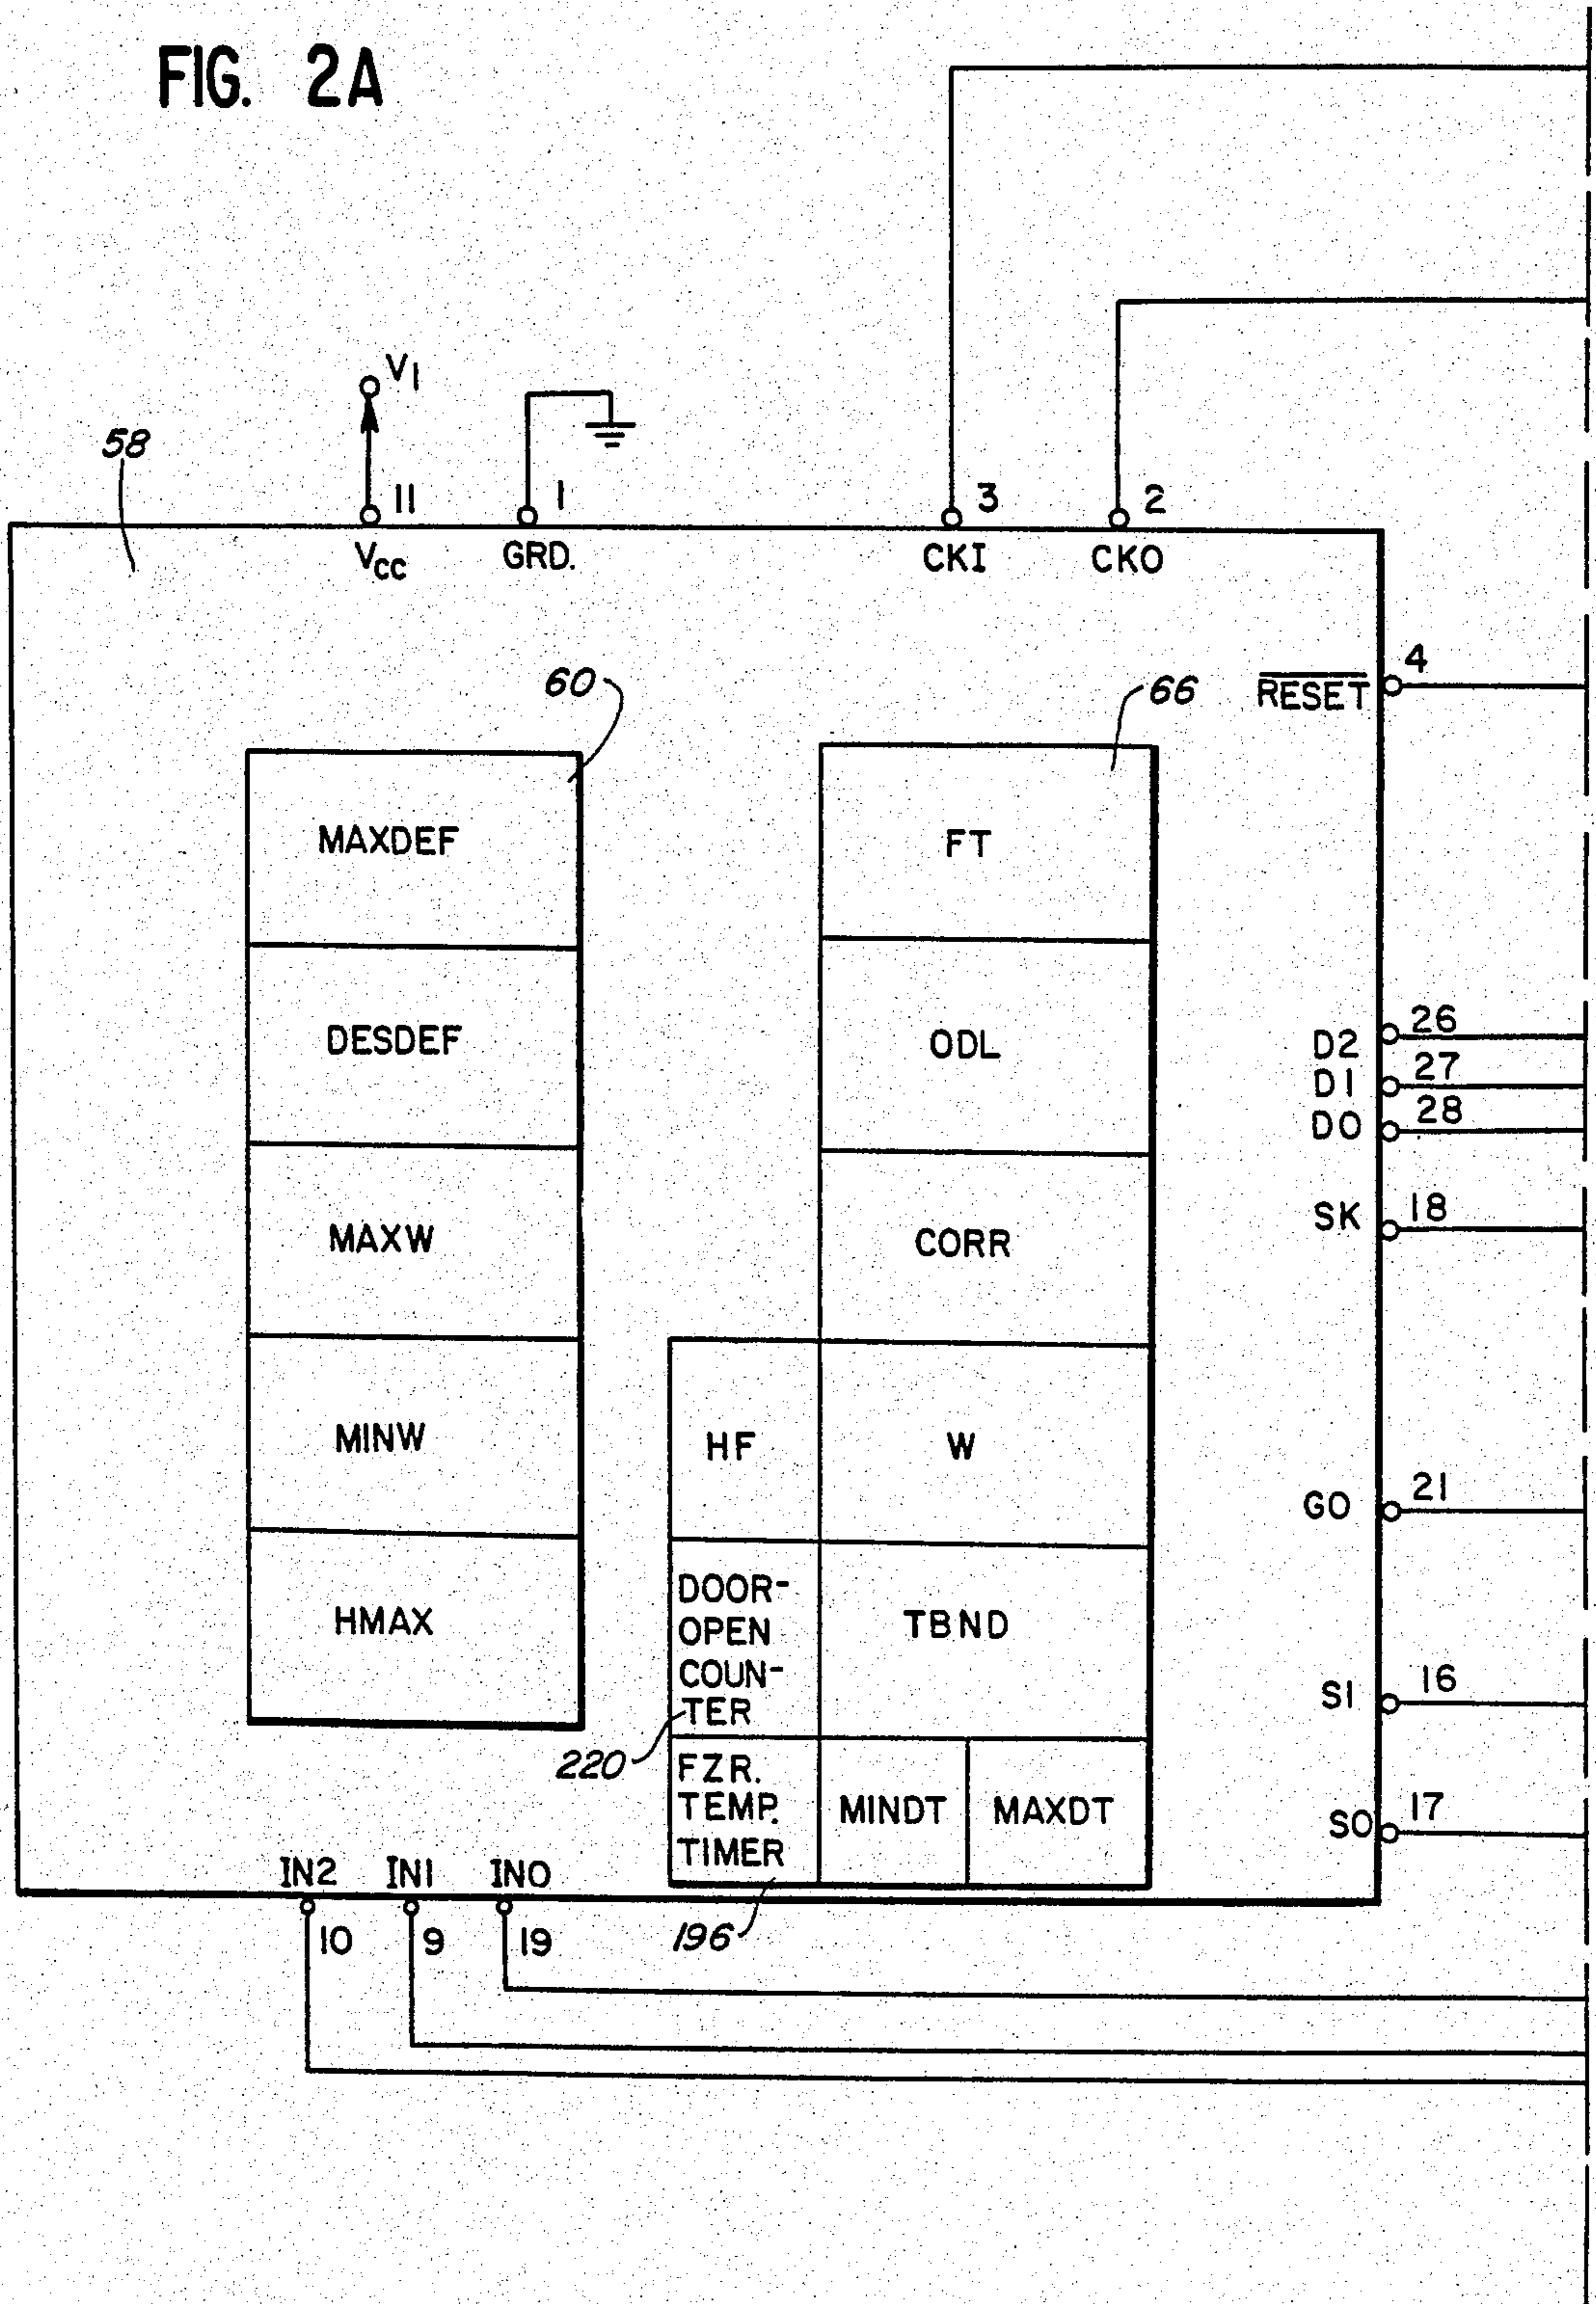 FIG. 2A
V1
58
11
1
3
2
VCC
GRD.
CKI
CKO
4
RESET
60
66
MAXDEF
FT
DESDEF
ODL
26
D2
27
D1
28
D0
MAXW
CORR
18
SK
MINW
HF
W
21
G0
HMAX
DOOR-
OPEN
COUN-
TER
TBND
16
SI
220
FZR.
TEMP.
TIMER
MINDT
MAXDT
17
SO
IN2
IN1
IN0
10
9
19
196